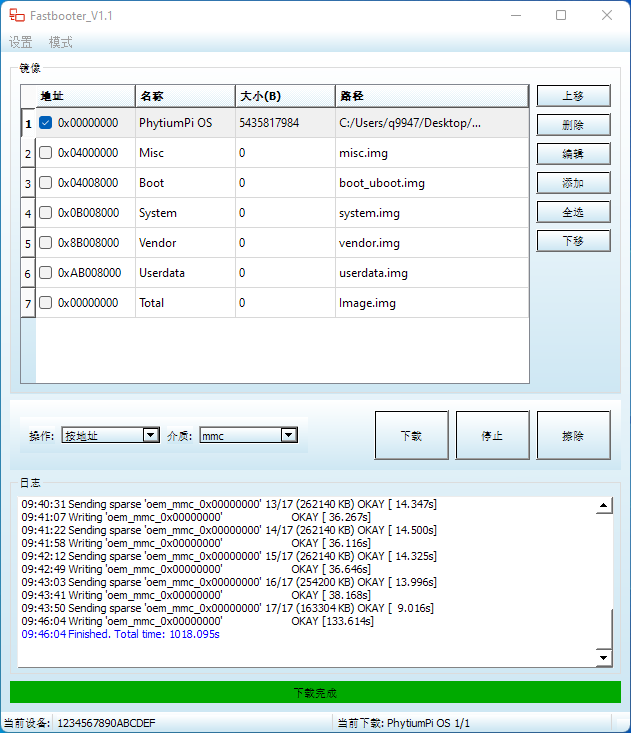 Fastbooter_V1.1
设置 模式
镜像
地址 名称 大小(B) 路径
上移
1 0x00000000 PhytiumPi OS 5435817984 C:/Users/q9947/Desktop/...
删除
2 0x04000000 Misc 0 misc.img
编辑
3 0x04008000 Boot 0 boot_uboot.img
添加
4 0x0B008000 System 0 system.img
全选
5 0x8B008000 Vendor 0 vendor.img
下移
6 0xAB008000 Userdata 0 userdata.img
7 0x00000000 Total 0 Image.img
操作: 按地址 介质: mmc 下载 停止 擦除
日志
09:40:31 Sending sparse 'oem_mmc_0x00000000' 13/17 (262140 KB) OKAY [ 14.347s]
09:41:07 Writing 'oem_mmc_0x00000000' OKAY [ 36.267s]
09:41:22 Sending sparse 'oem_mmc_0x00000000' 14/17 (262140 KB) OKAY [ 14.500s]
09:41:58 Writing 'oem_mmc_0x00000000' OKAY [ 36.116s]
09:42:12 Sending sparse 'oem_mmc_0x00000000' 15/17 (262140 KB) OKAY [ 14.325s]
09:42:49 Writing 'oem_mmc_0x00000000' OKAY [ 36.646s]
09:43:03 Sending sparse 'oem_mmc_0x00000000' 16/17 (254200 KB) OKAY [ 13.996s]
09:43:41 Writing 'oem_mmc_0x00000000' OKAY [ 38.168s]
09:43:50 Sending sparse 'oem_mmc_0x00000000' 17/17 (163304 KB) OKAY [ 9.016s]
09:46:04 Writing 'oem_mmc_0x00000000' OKAY [133.614s]
09:46:04 Finished. Total time: 1018.095s
下载完成
当前设备: 1234567890ABCDEF 当前下载: PhytiumPi OS 1/1